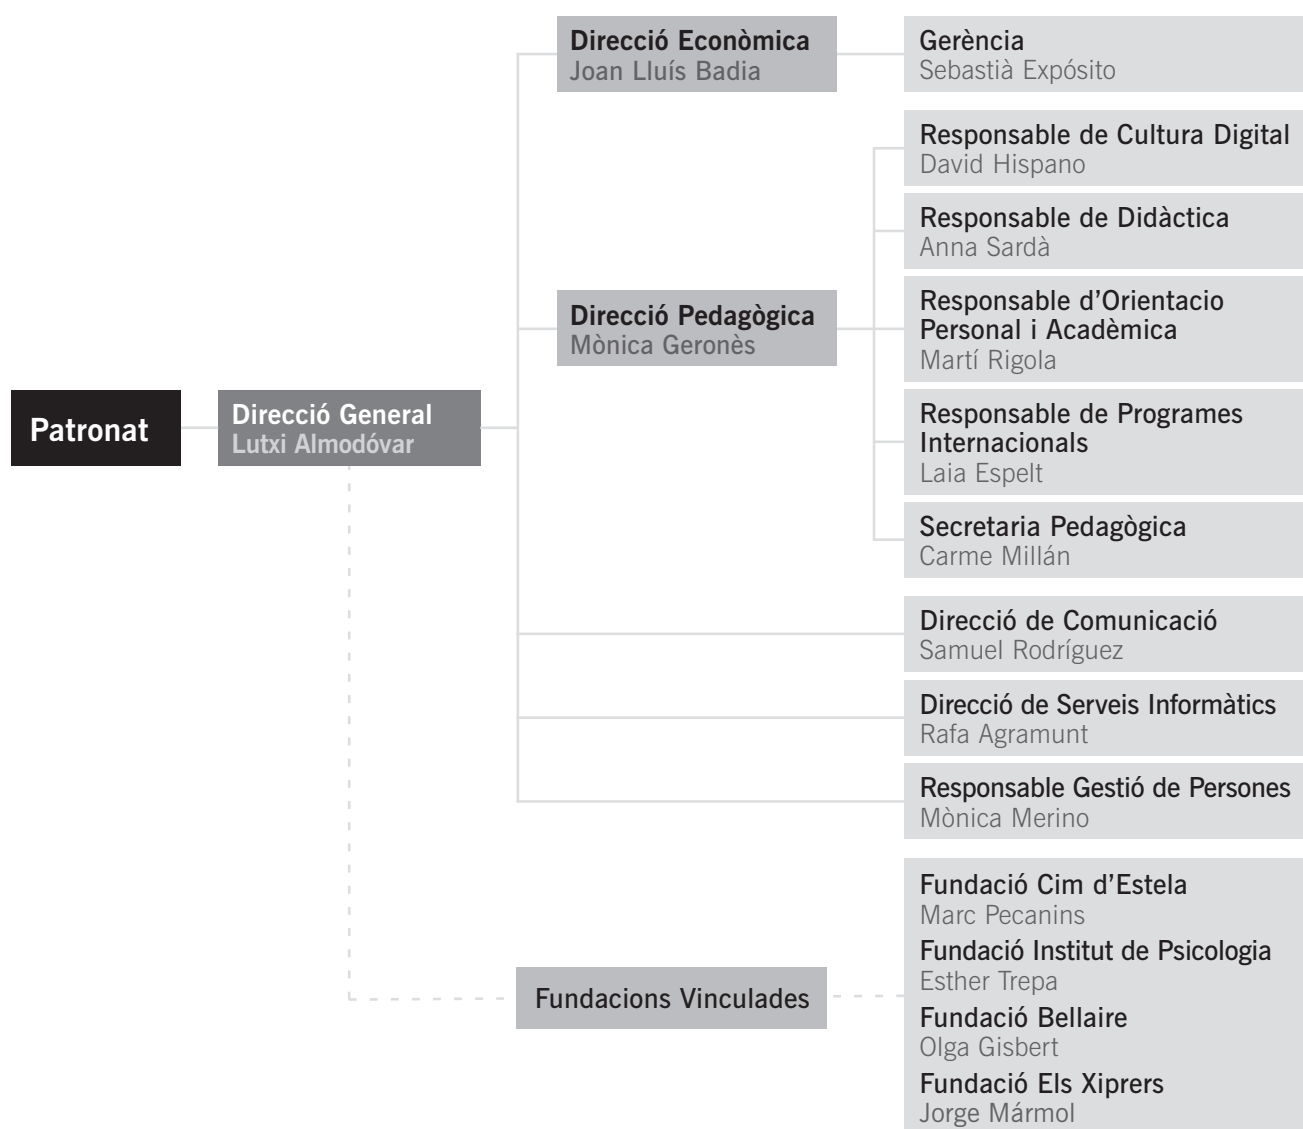 Patronat
Direcció General
Lutxi Almodóvar
Direcció Econòmica
Joan Lluís Badia
Gerència
Sebastià Expósito
Direcció Pedagògica
Mònica Geronès
Responsable de Cultura Digital
David Hispano
Responsable de Didàctica
Anna Sardà
Responsable d’Orientacio
Personal i Acadèmica
Martí Rigola
Responsable de Programes
Internacionals
Laia Espelt
Secretaria Pedagògica
Carme Millán
Direcció de Comunicació
Samuel Rodríguez
Direcció de Serveis Informàtics
Rafa Agramunt
Responsable Gestió de Persones
Mònica Merino
Fundacions Vinculades
Fundació Cim d’Estela
Marc Pecanins
Fundació Institut de Psicologia
Esther Trepa
Fundació Bellaire
Olga Gisbert
Fundació Els Xiprers
Jorge Mármol